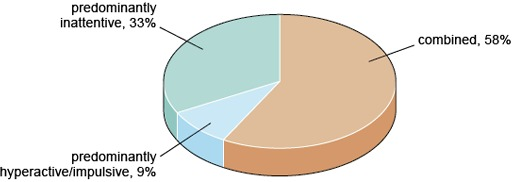 predominantly
inattentive, 33%
combined, 58%
predominantly
hyperactive/impulsive, 9%